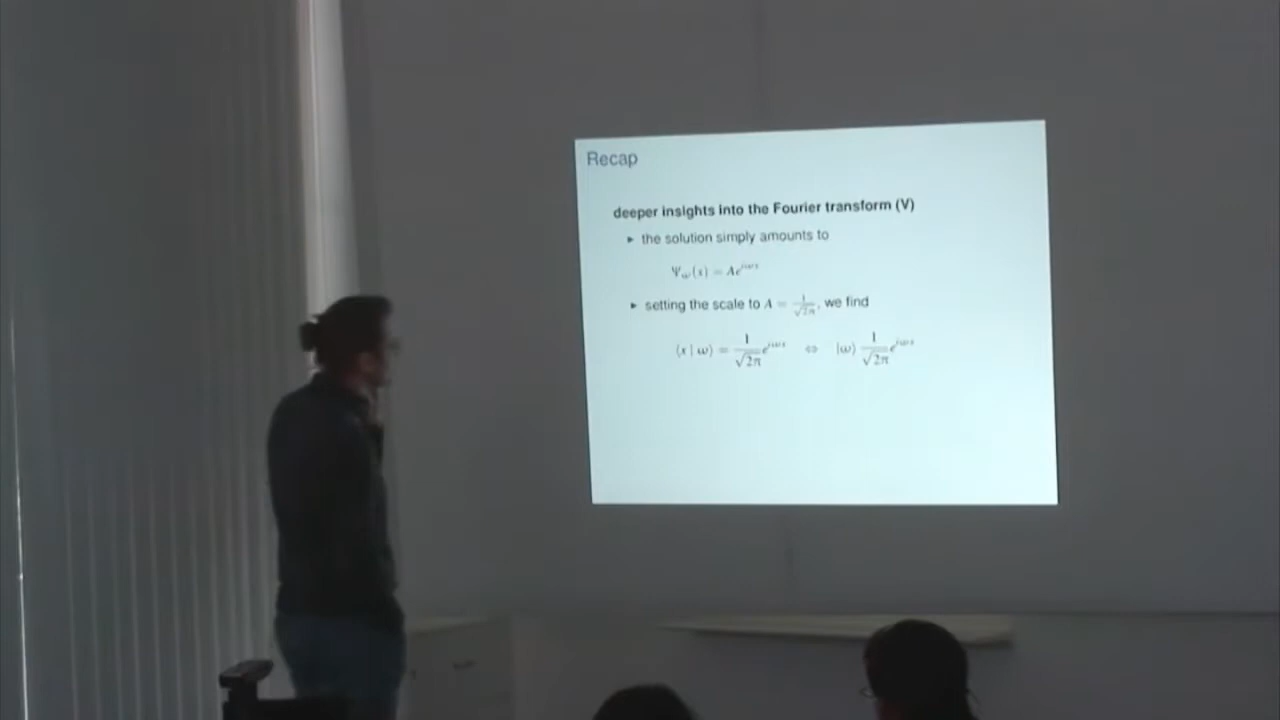 Recap
deeper insights into the Fourier transform (V)
▸ the solution simply amounts to
Ψ_ω(x) = Ae^{iωx}
▸ setting the scale to A = 1/√2π, we find
⟨x | ω⟩ = 1/√2π e^{iωx} ⇔ |ω⟩ 1/√2π e^{iωx}